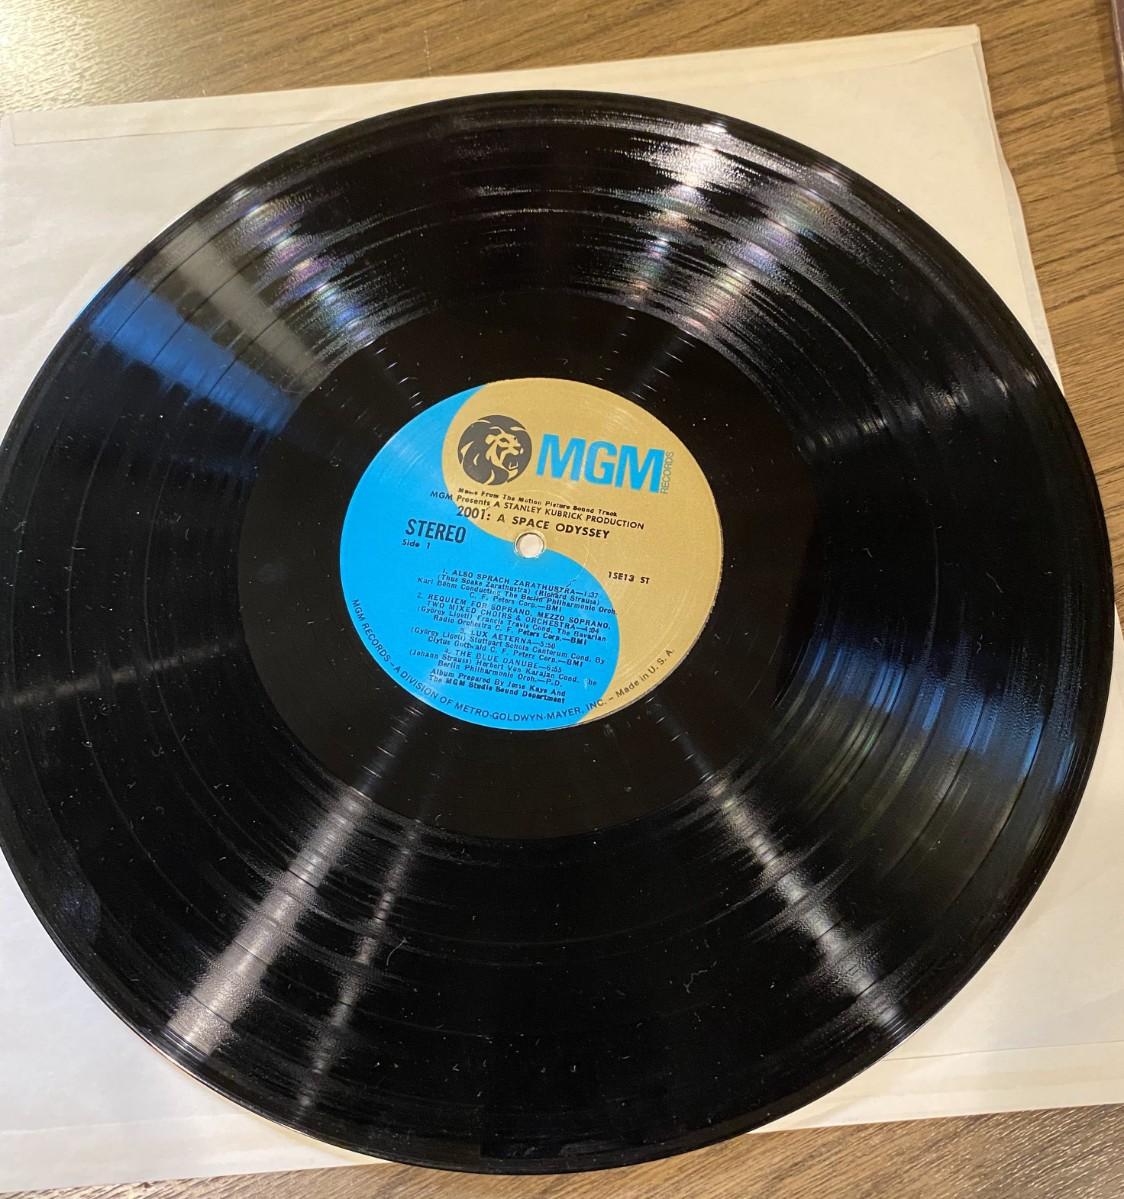 MGM
RECORDS
Music From The Motion Picture Sound Track
MGM Presents A STANLEY KUBRICK PRODUCTION
2001: A SPACE ODYSSEY
STEREO
Side 1
1SE13 ST
1. ALSO SPRACH ZARATHUSTRA—1:37
(Thus Spake Zarathustra) (Richard Strauss)
Karl Böhm Conducting The Berlin Philharmonic Orch.
C. F. Peters Corp.—BMI
2. REQUIEM FOR SOPRANO, MEZZO SOPRANO,
TWO MIXED CHOIRS & ORCHESTRA—4:04
(György Ligeti) Francis Travis Cond. The Bavarian
Radio Orchestra C. F. Peters Corp.—BMI
3. LUX AETERNA—5:50
(György Ligeti) Stuttgart Schola Cantorum Cond. By
Clytus Gottwald C. F. Peters Corp.—BMI
4. THE BLUE DANUBE—6:55
(Johann Strauss) Herbert Von Karajan Cond. The
Berlin Philharmonic Orch.—P.D.
Album Prepared By Jesse Kaye And
The MGM Studio Sound Department
MGM RECORDS – A DIVISION OF METRO-GOLDWYN-MAYER, INC. – Made in U. S. A.